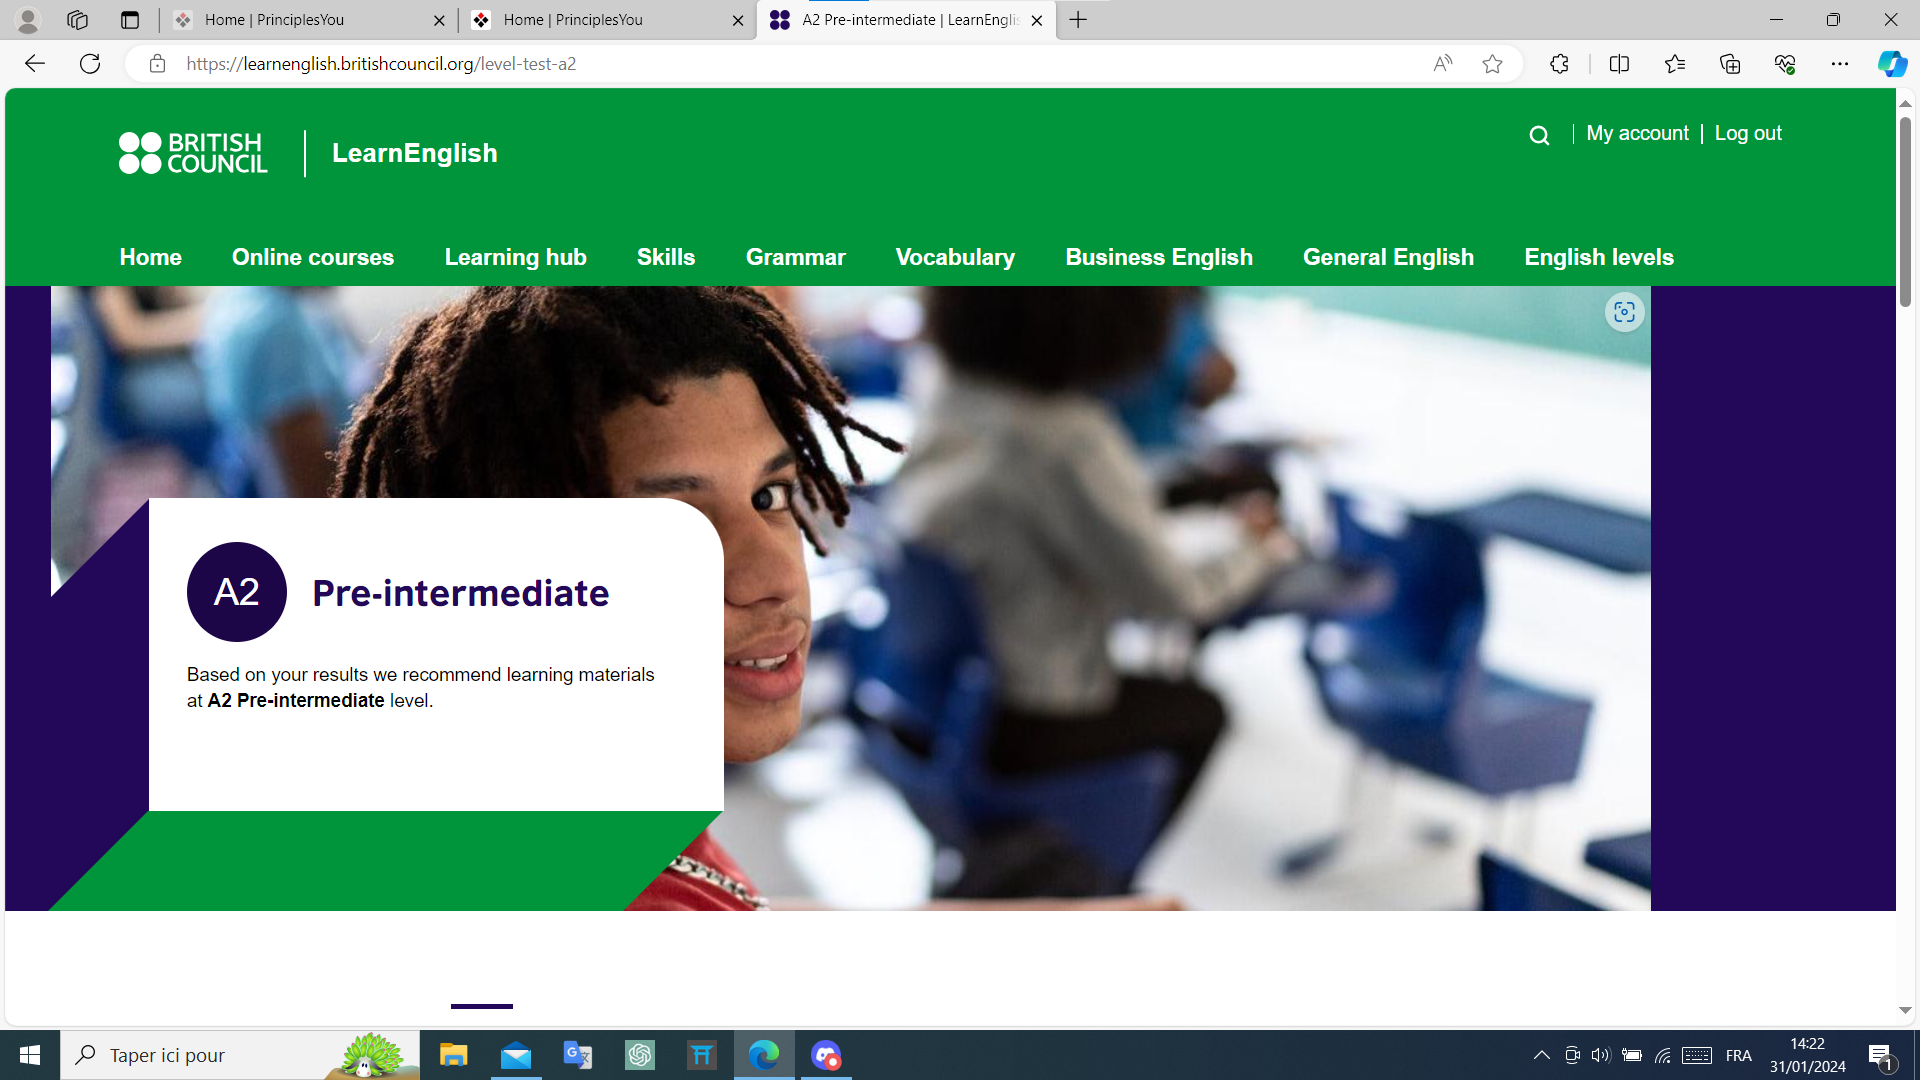 Home | PrinciplesYou
Home | PrinciplesYou
A2 Pre-intermediate | LearnEnglis
https://learnenglish.britishcouncil.org/level-test-a2
BRITISH
COUNCIL
LearnEnglish
My account
Log out
Home
Online courses
Learning hub
Skills
Grammar
Vocabulary
Business English
General English
English levels
A2
Pre-intermediate
Based on your results we recommend learning materials
at A2 Pre-intermediate level.
Taper ici pour
FRA
14:22
31/01/2024
1